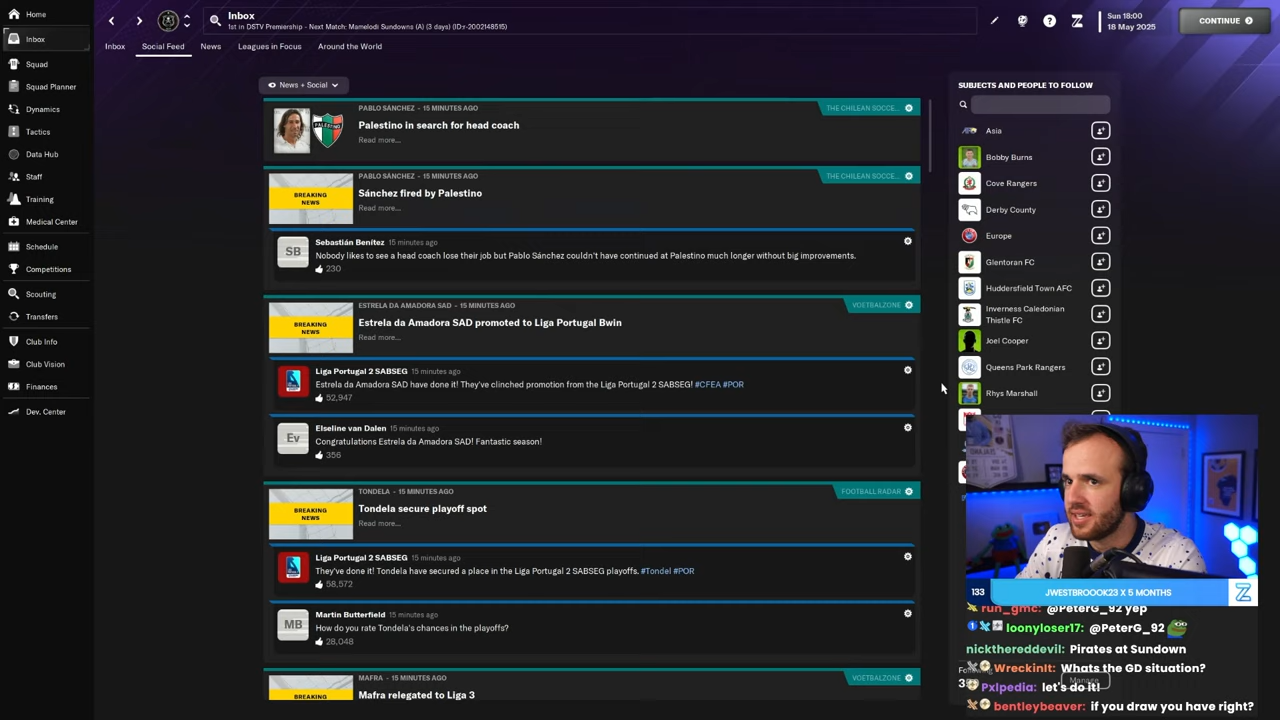 Home
Inbox
Squad
Squad Planner
Dynamics
Tactics
Data Hub
Staff
Training
Medical Center
Schedule
Competitions
Scouting
Transfers
Club Info
Club Vision
Finances
Dev. Center
Inbox
1st in DSTV Premiership - Next Match: Mamelodi Sundowns (A) (3 days) (ID:r-2002148515)
Sun 18:00
18 May 2025
CONTINUE
Inbox
Social Feed
News
Leagues in Focus
Around the World
News + Social
PABLO SÁNCHEZ - 15 MINUTES AGO
THE CHILEAN SOCCE...
PALESTINO
Palestino in search for head coach
Read more...
PABLO SÁNCHEZ - 15 MINUTES AGO
THE CHILEAN SOCCE...
BREAKING
NEWS
Sánchez fired by Palestino
Read more...
SB
Sebastián Benítez 15 minutes ago
Nobody likes to see a head coach lose their job but Pablo Sánchez couldn't have continued at Palestino much longer without big improvements.
230
ESTRELA DA AMADORA SAD - 15 MINUTES AGO
VOETBALZONE
BREAKING
NEWS
Estrela da Amadora SAD promoted to Liga Portugal Bwin
Read more...
Liga Portugal 2 SABSEG 15 minutes ago
Estrela da Amadora SAD have done it! They've clinched promotion from the Liga Portugal 2 SABSEG! #CFEA #POR
52,947
Ev
Elseline van Dalen 15 minutes ago
Congratulations Estrela da Amadora SAD! Fantastic season!
356
TONDELA - 15 MINUTES AGO
FOOTBALL RADAR
BREAKING
NEWS
Tondela secure playoff spot
Read more...
Liga Portugal 2 SABSEG 15 minutes ago
They've done it! Tondela have secured a place in the Liga Portugal 2 SABSEG playoffs. #Tondel #POR
58,572
MB
Martin Butterfield 15 minutes ago
How do you rate Tondela's chances in the playoffs?
28,048
MAFRA - 15 MINUTES AGO
VOETBALZONE
BREAKING
Mafra relegated to Liga 3
SUBJECTS AND PEOPLE TO FOLLOW
Asia
Bobby Burns
Cove Rangers
Derby County
Europe
Glentoran FC
Huddersfield Town AFC
Inverness Caledonian
Thistle FC
Joel Cooper
Queens Park Rangers
Rhys Marshall
133
JWESTBROOOK23 X 5 MONTHS
run_gmc: @PeterG_92 yep
loonyloser17: @PeterG_92
nickthereddevil: Pirates at Sundown
WreckinIt: Whats the GD situation?
Manage
Pxlpedia: let's do it!
bentleybeaver: if you draw you have right?